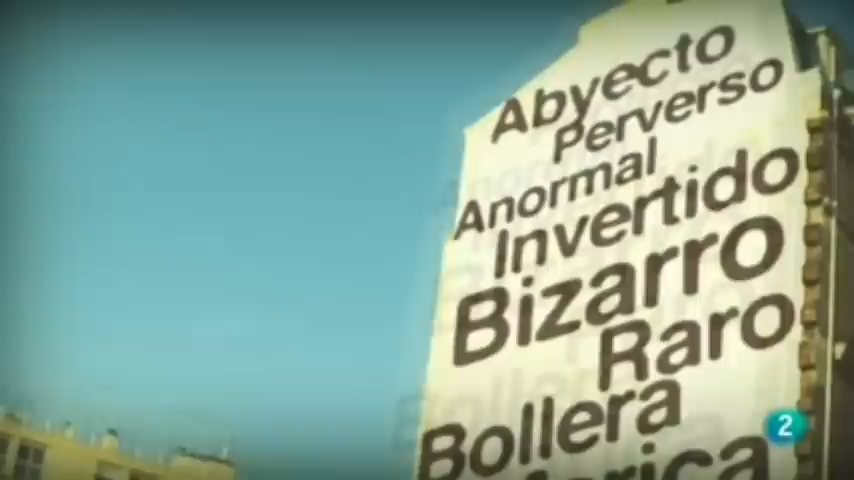 Abyecto
Perverso
Anormal
Invertido
Bizarro
Raro
Bollera
2